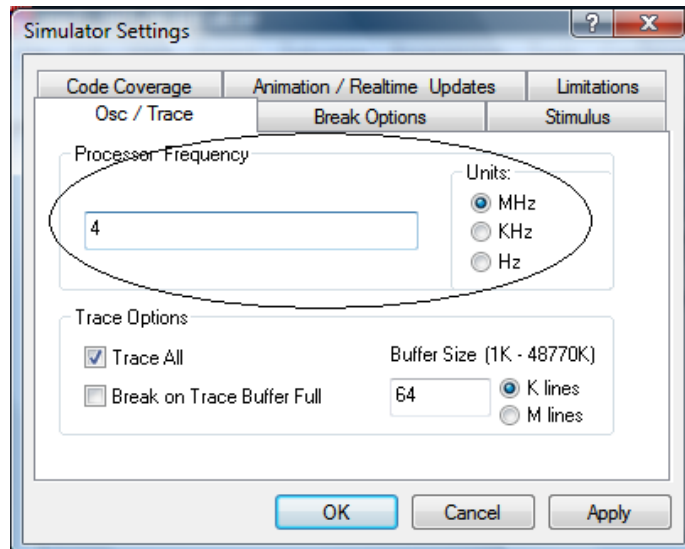 Simulator Settings
? X
Code Coverage
Animation / Realtime Updates
Limitations
Osc / Trace
Break Options
Stimulus
Processor Frequency
Units:
4
MHz
KHz
Hz
Trace Options
Trace All
Buffer Size (1K - 48770K)
Break on Trace Buffer Full
64
K lines
M lines
OK
Cancel
Apply